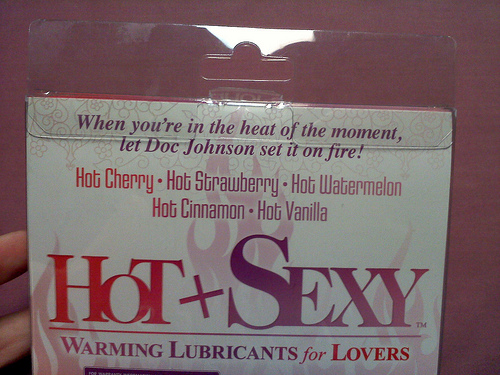 When you're in the heat of the moment,
let Doc Johnson set it on fire!
Hot Cherry • Hot Strawberry • Hot Watermelon
Hot Cinnamon • Hot Vanilla
HOT + SEXY™
WARMING LUBRICANTS for LOVERS